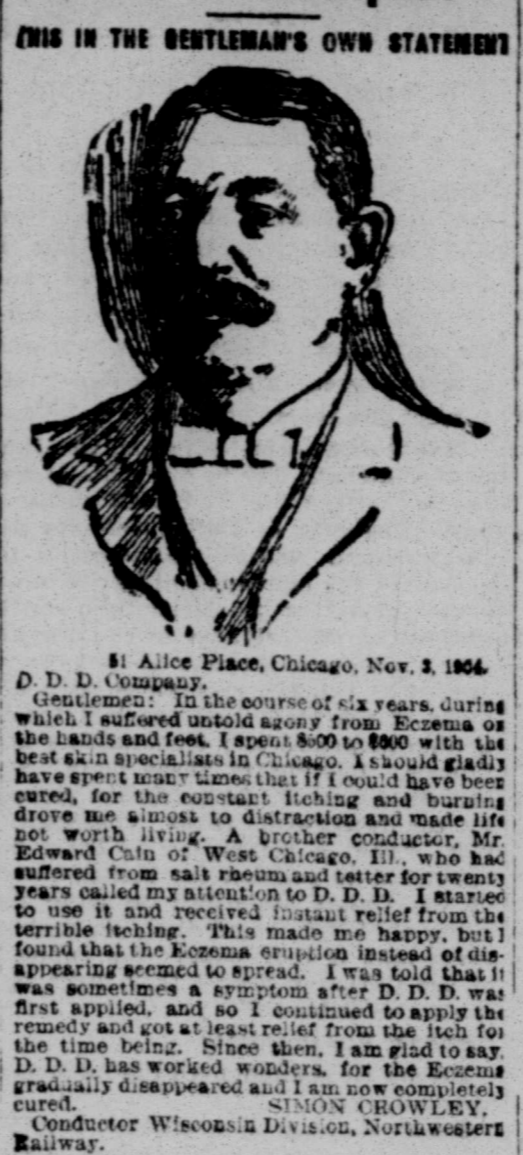 THIS IS THE GENTLEMAN'S OWN STATEMENT
51 Alice Place, Chicago, Nov. 3, 1904.
D. D. D. Company.
Gentlemen: In the course of six years, during
which I suffered untold agony from Eczema on
the hands and feet, I spent $500 to $600 with the
best skin specialists in Chicago. I should gladly
have spent many times that if I could have been
cured, for the constant itching and burning
drove me almost to distraction and made life
not worth living. A brother conductor, Mr.
Edward Cain of West Chicago, Ill., who had
suffered from salt rheum and tetter for twenty
years called my attention to D. D. D. I started
to use it and received instant relief from the
terrible itching. This made me happy, but I
found that the Eczema eruption instead of dis-
appearing seemed to spread. I was told that it
was sometimes a symptom after D. D. D. was
first applied, and so I continued to apply the
remedy and got at least relief from the itch for
the time being. Since then, I am glad to say,
D. D. D. has worked wonders, for the Eczema
gradually disappeared and I am now completely
cured. SIMON CROWLEY.
Conductor Wisconsin Division, Northwestern
Railway.